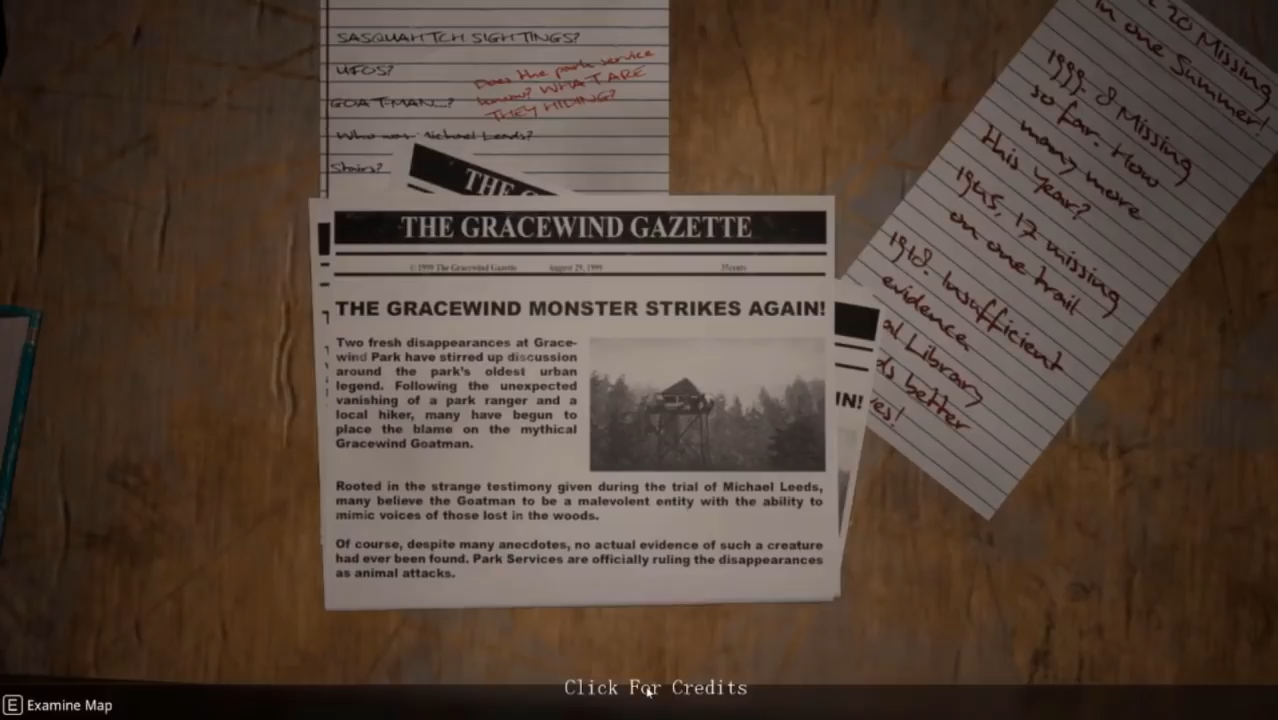 SASQUAHTCH SIGHTINGS?
UFOS?
GOATMAN...?
Does the park service
know? WHAT ARE
THEY HIDING?
Who was Michael Leeds?
Stairs?
THE G
THE GRACEWIND GAZETTE
© 1999 The Gracewind Gazette August 29, 1999 35cents
THE GRACEWIND MONSTER STRIKES AGAIN!
Two fresh disappearances at Grace-
wind Park have stirred up discussion
around the park's oldest urban
legend. Following the unexpected
vanishing of a park ranger and a
local hiker, many have begun to
place the blame on the mythical
Gracewind Goatman.
Rooted in the strange testimony given during the trial of Michael Leeds,
many believe the Goatman to be a malevolent entity with the ability to
mimic voices of those lost in the woods.
Of course, despite many anecdotes, no actual evidence of such a creature
had ever been found. Park Services are officially ruling the disappearances
as animal attacks.
IN!
20 Missing
in one Summer!
1999. 8 Missing
so far. How
many more
this year?
1945, 17 missing
on one trail
1918. Insufficient
evidence.
al Library
ds better
ies!
Click For Credits
E Examine Map